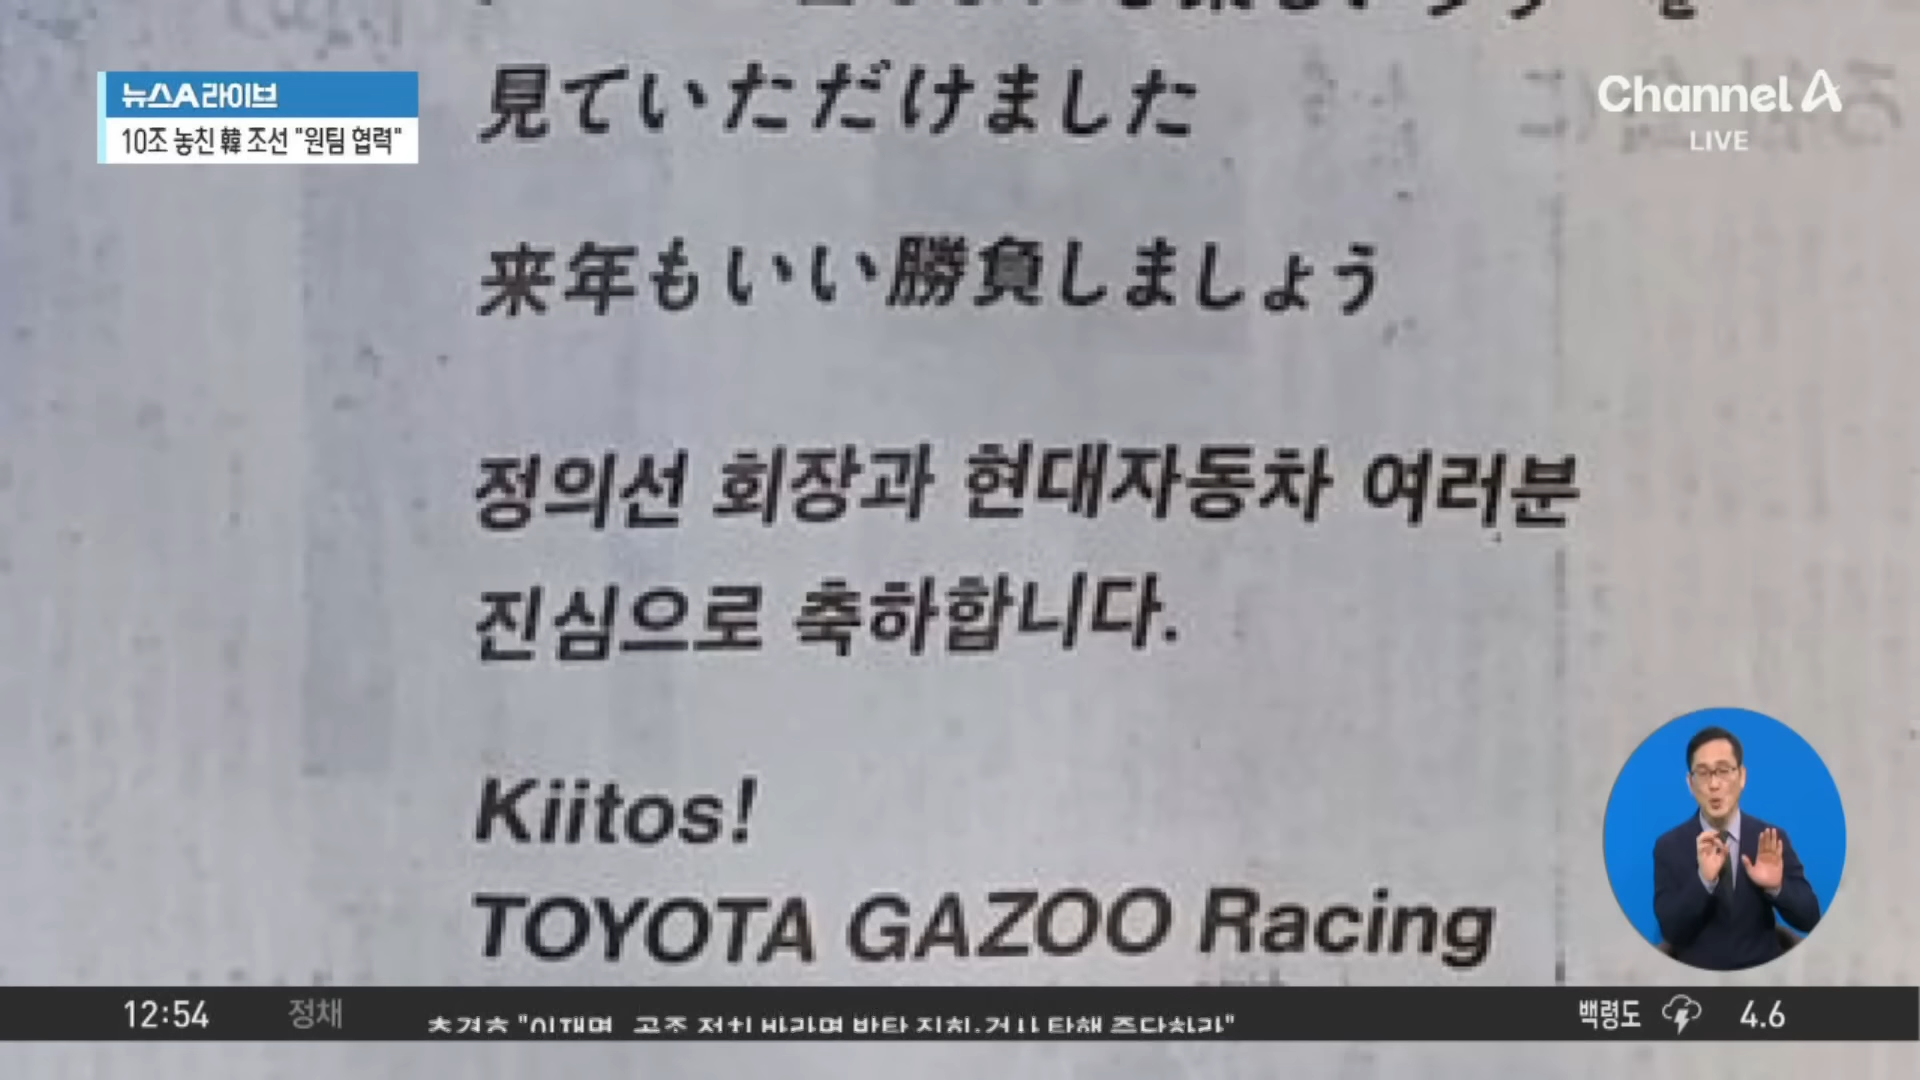 뉴스A 라이브
10조 놓친 韓 조선 "원팀 협력"
Channel A
LIVE
見ていただけました
来年もいい勝負しましょう
정의선 회장과 현대자동차 여러분
진심으로 축하합니다.
Kiitos!
TOYOTA GAZOO Racing
12:54
백령도
4.6